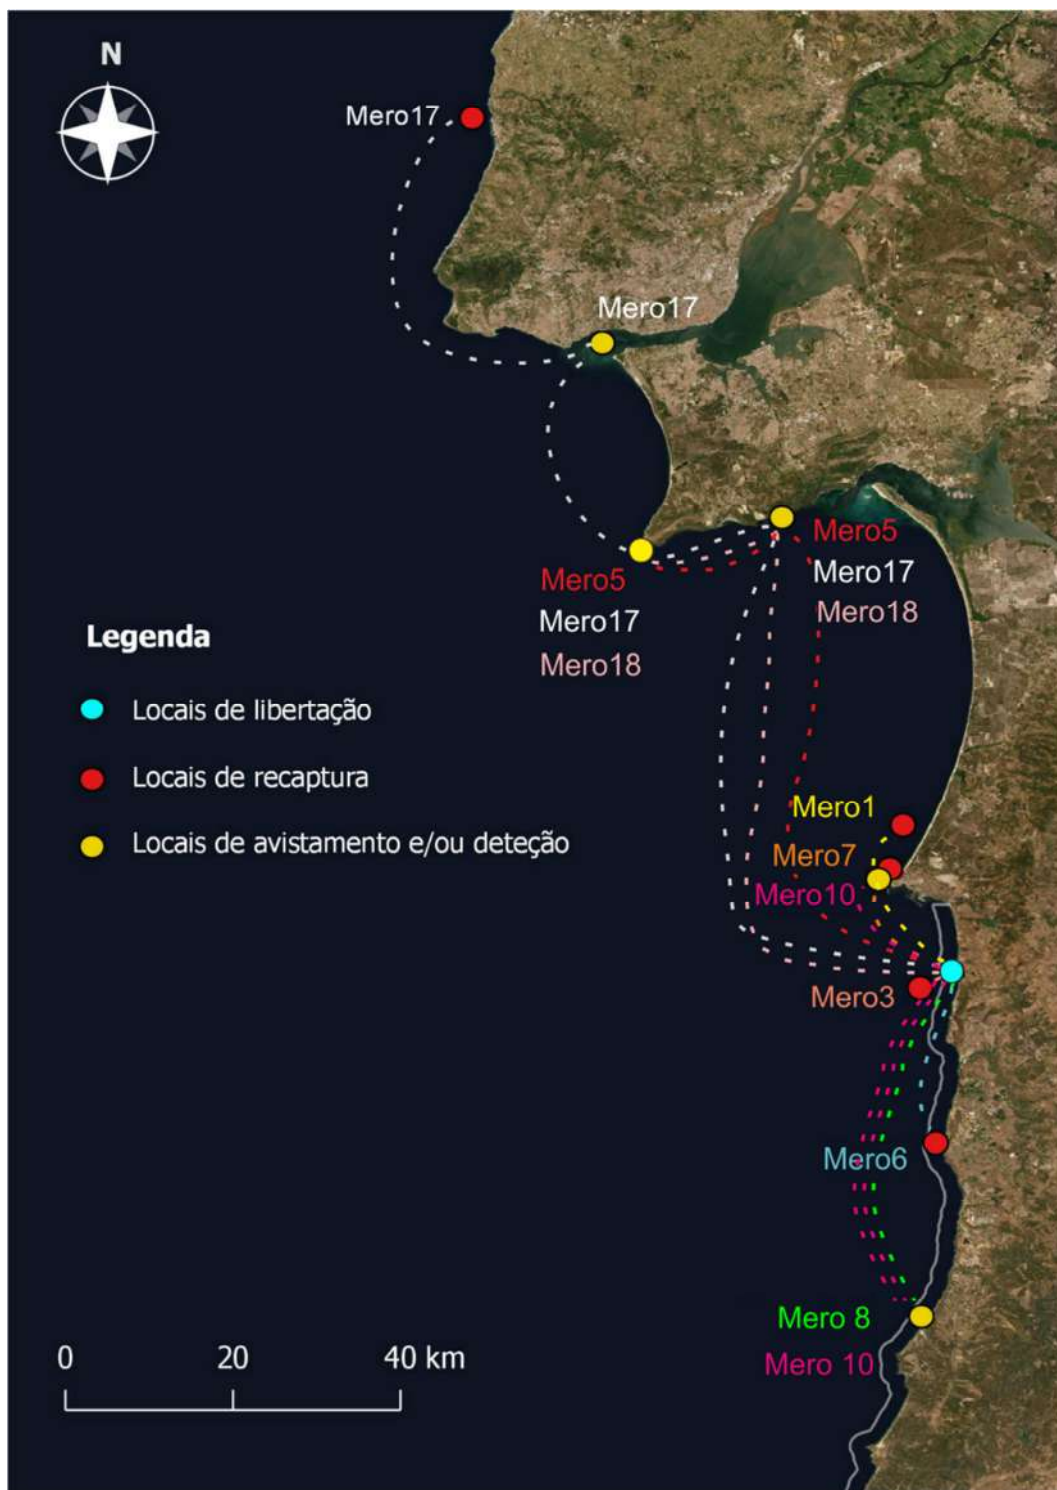 N
Mero17
Mero17
Mero5
Mero17
Mero18
Mero5
Mero17
Mero18
Legenda
Locais de libertação
Locais de recaptura
Locais de avistamento e/ou deteção
Mero1
Mero7
Mero10
Mero3
Mero6
Mero 8
Mero 10
0 20 40 km